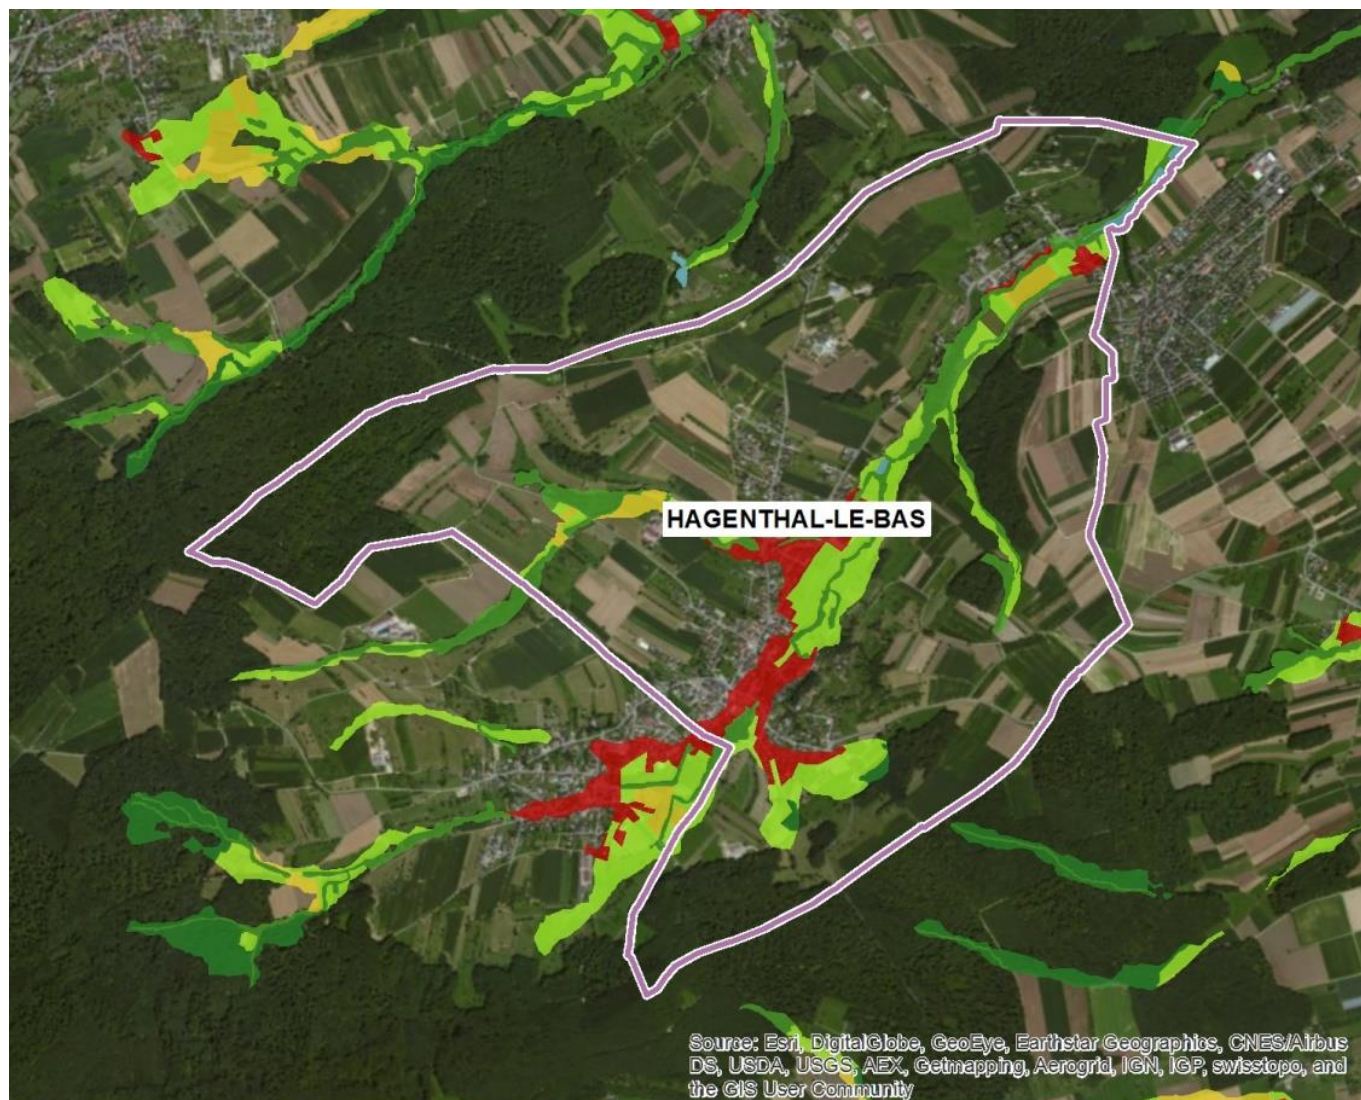 HAGENTHAL-LE-BAS
Source: Esri, DigitalGlobe, GeoEye, Earthstar Geographics, CNES/Airbus
DS, USDA, USGS, AEX, Getmapping, Aerogrid, IGN, IGP, swisstopo, and
the GIS User Community